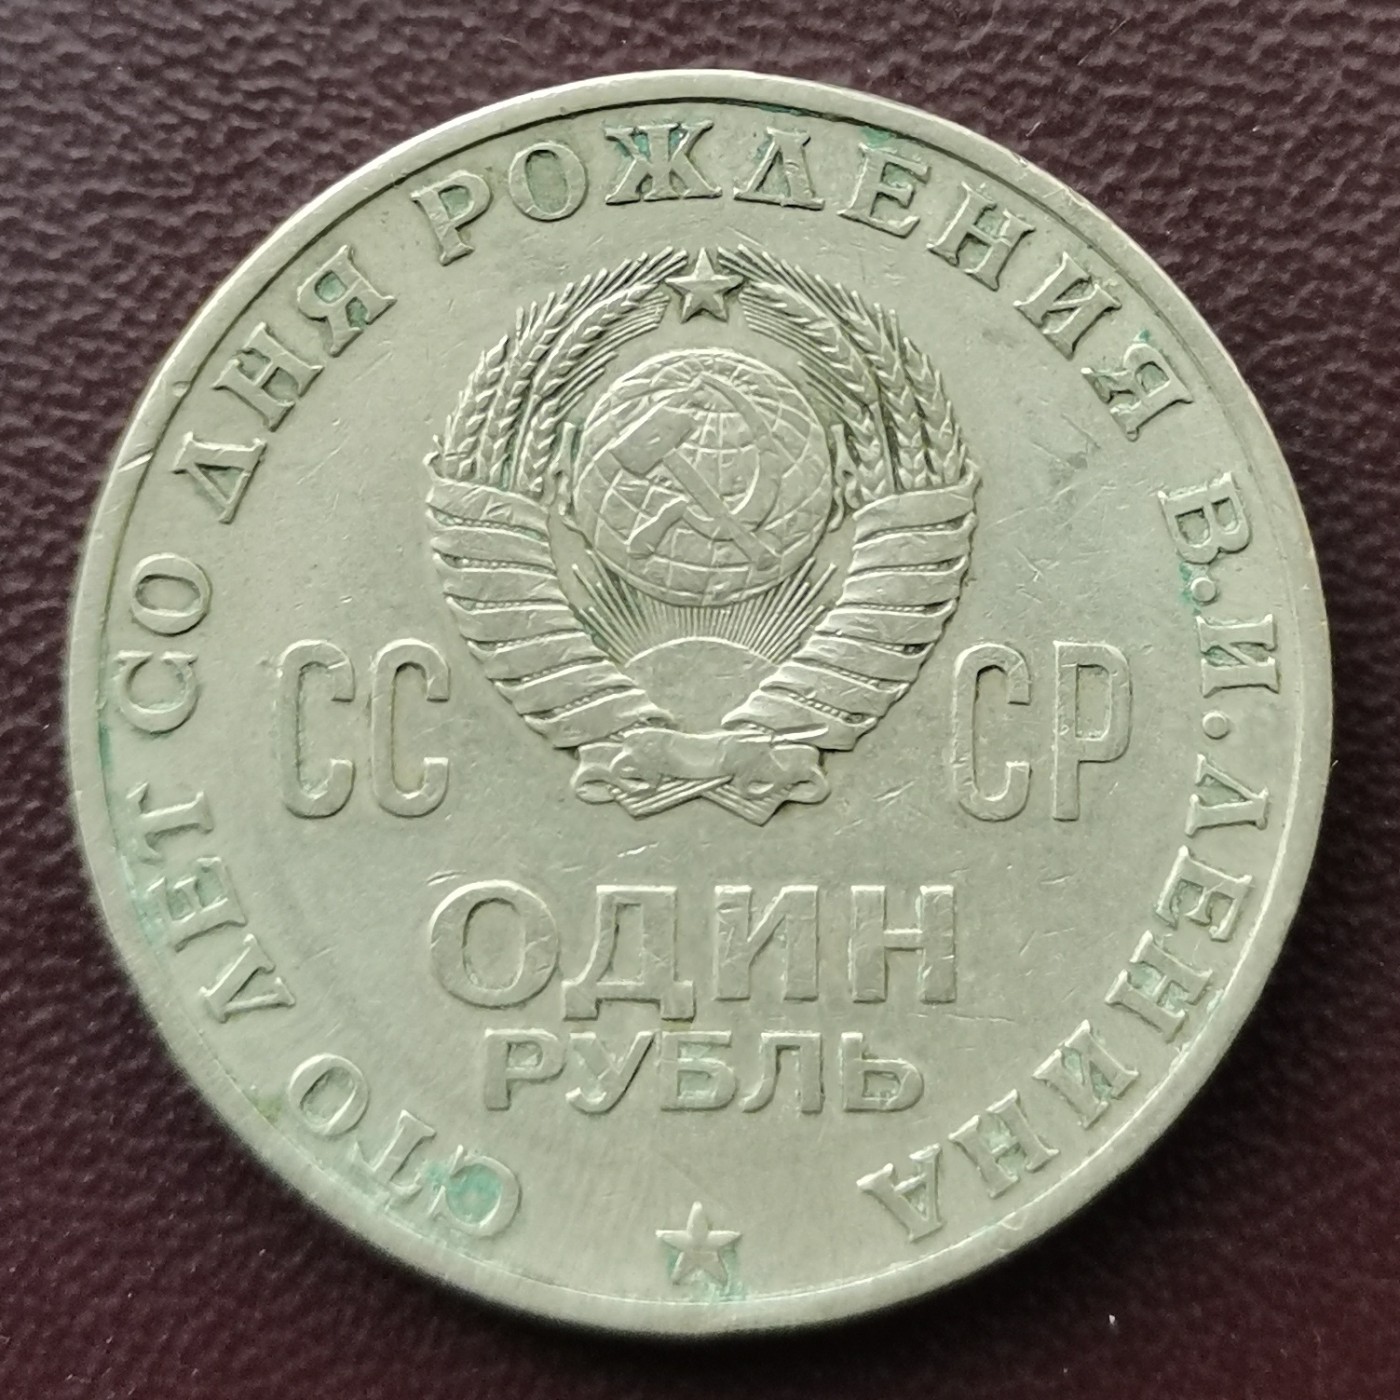 СТО ЛЕТ СО ДНЯ РОЖДЕНИЯ В.И.ЛЕНИНА
СС СР
ОДИН
РУБЛЬ